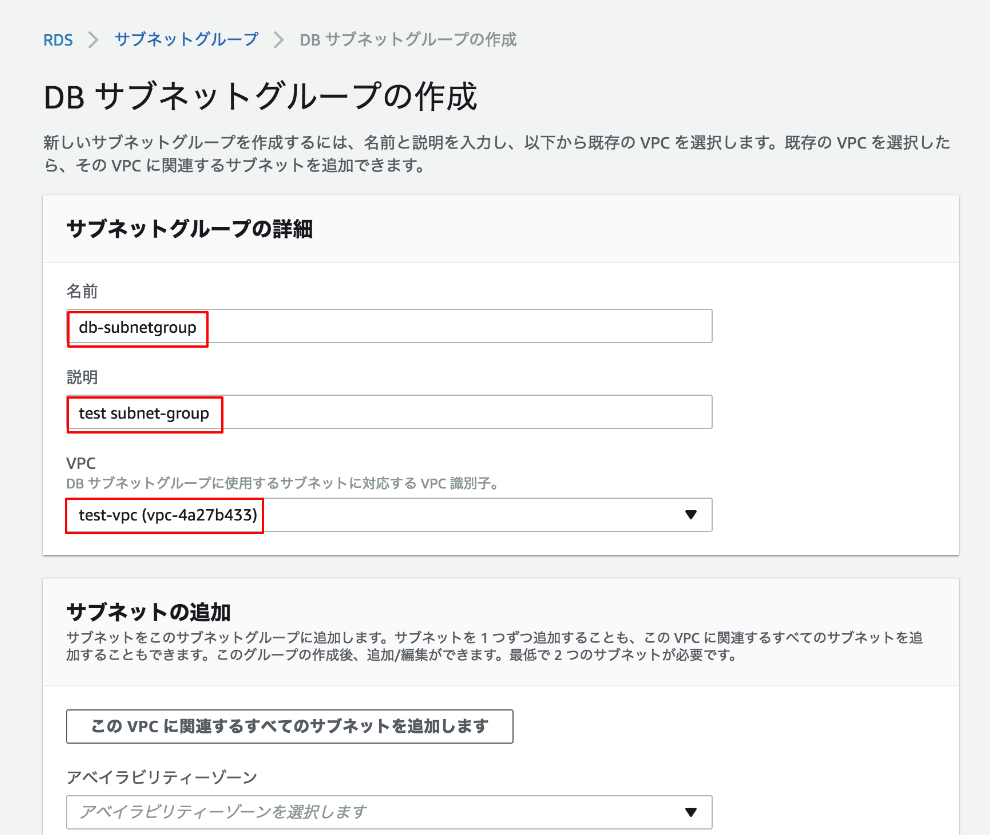 RDS > サブネットグループ > DB サブネットグループの作成
DB サブネットグループの作成
新しいサブネットグループを作成するには、名前と説明を入力し、以下から既存の VPC を選択します。既存の VPC を選択した
ら、その VPC に関連するサブネットを追加できます。
サブネットグループの詳細
名前
db-subnetgroup
説明
test subnet-group
VPC
DB サブネットグループに使用するサブネットに対応する VPC 識別子。
test-vpc (vpc-4a27b433)
サブネットの追加
サブネットをこのサブネットグループに追加します。サブネットを 1 つずつ追加することも、この VPC に関連するすべてのサブネットを追
加することもできます。このグループの作成後、追加/編集ができます。最低で 2 つのサブネットが必要です。
この VPC に関連するすべてのサブネットを追加します
アベイラビリティーゾーン
アベイラビリティーゾーンを選択します